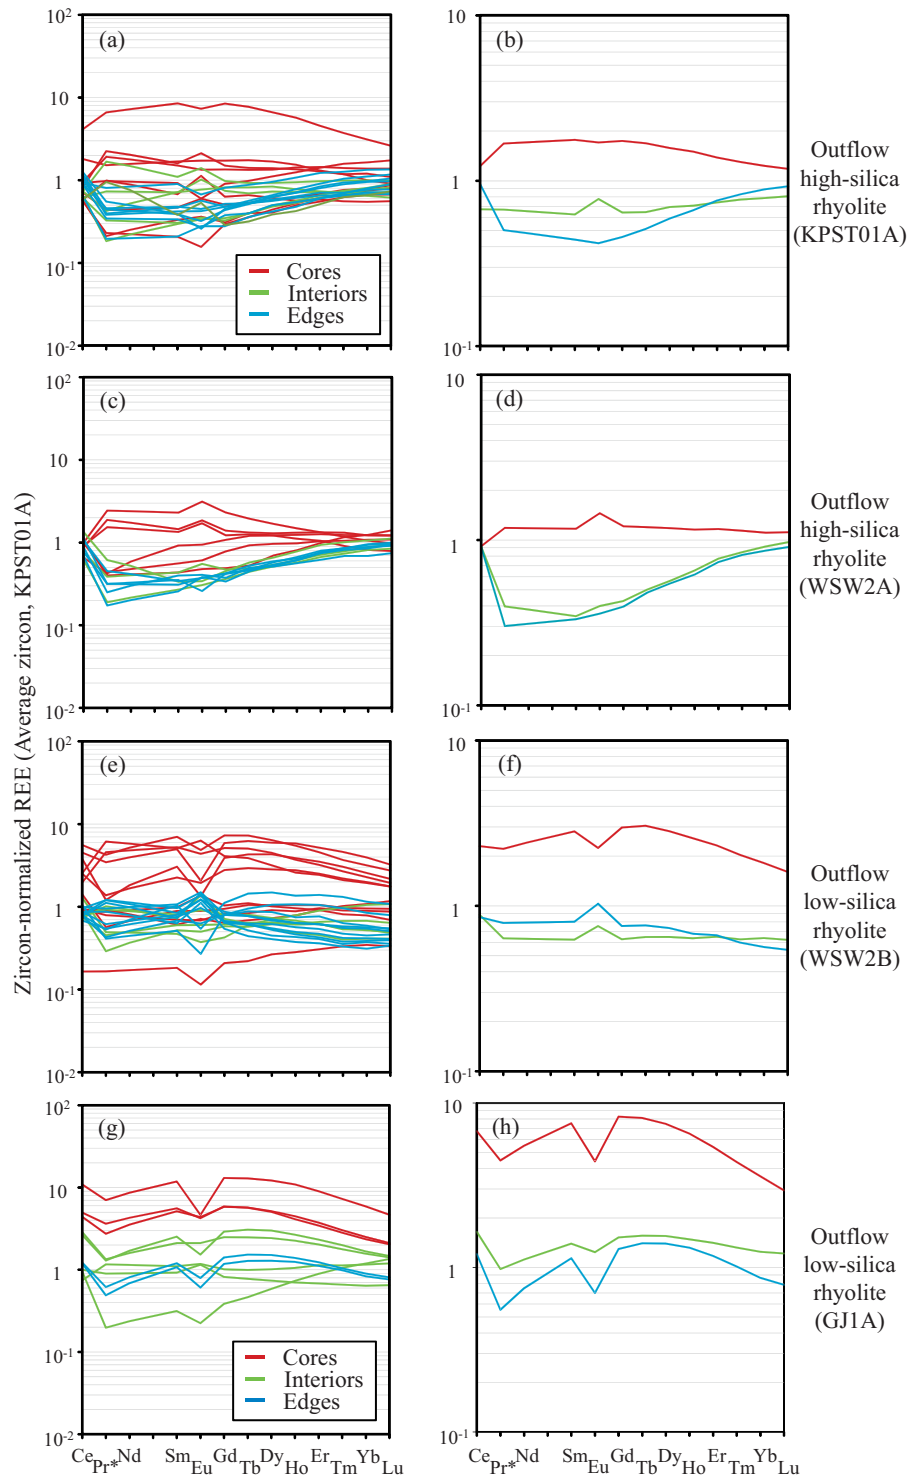 Zircon-normalized REE (Average zircon, KPST01A)
10²
10
1
10⁻¹
10⁻²
(a)
Cores
Interiors
Edges
10
1
10⁻¹
(b)
Outflow
high-silica
rhyolite
(KPST01A)
10²
10
1
10⁻¹
10⁻²
(c)
10
1
10⁻¹
(d)
Outflow
high-silica
rhyolite
(WSW2A)
10²
10
1
10⁻¹
10⁻²
(e)
10
1
10⁻¹
(f)
Outflow
low-silica
rhyolite
(WSW2B)
10²
10
1
10⁻¹
10⁻²
(g)
Cores
Interiors
Edges
10
1
10⁻¹
(h)
Outflow
low-silica
rhyolite
(GJ1A)
Ce Pr* Nd Sm Eu Gd Tb Dy Ho Er Tm Yb Lu
Ce Pr* Nd Sm Eu Gd Tb Dy Ho Er Tm Yb Lu